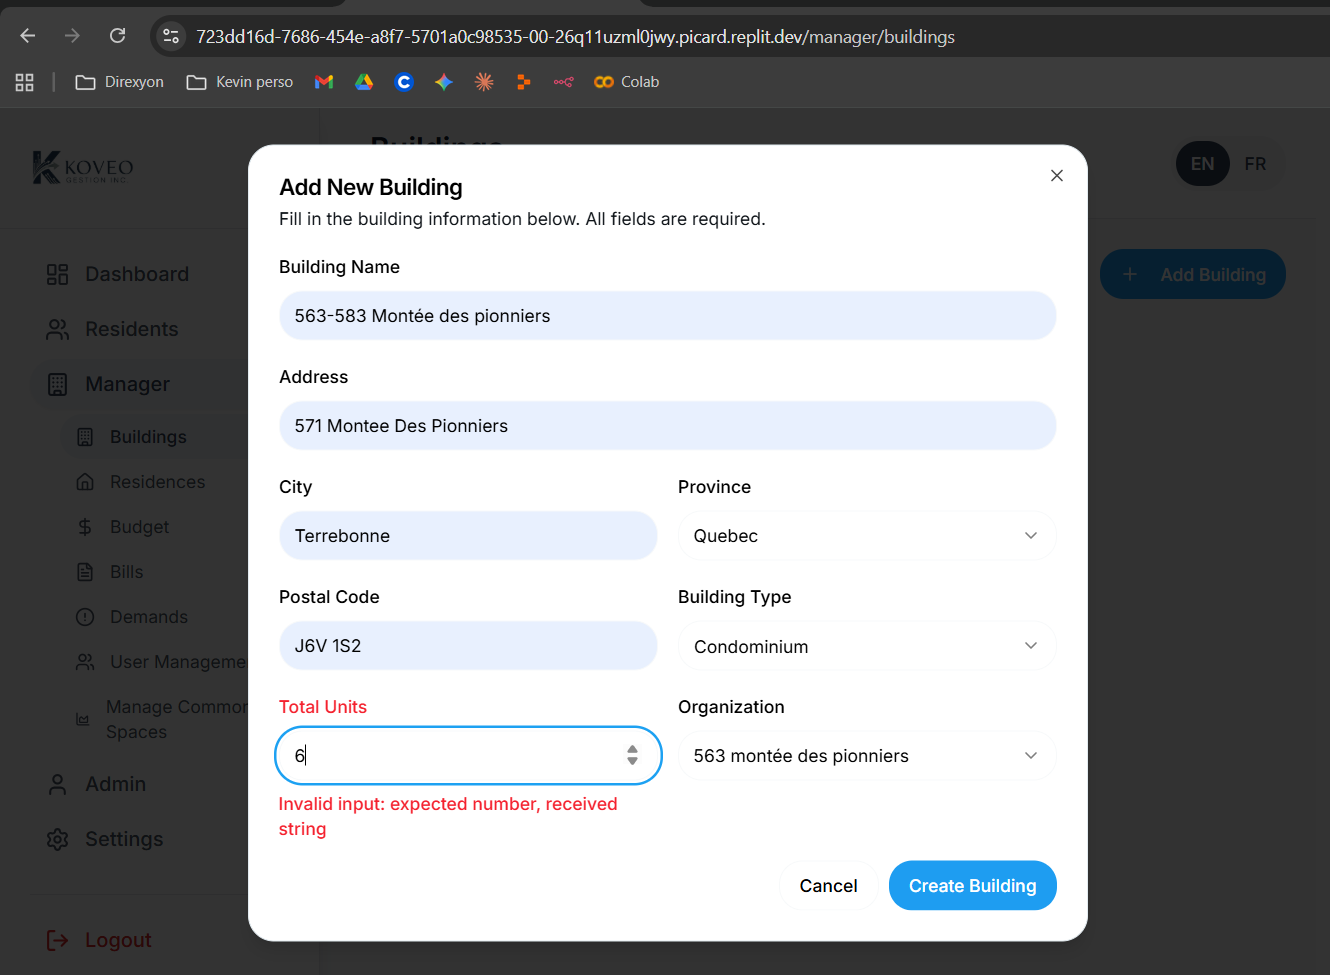 723dd16d-7686-454e-a8f7-5701a0c98535-00-26q11uzml0jwy.picard.replit.dev/manager/buildings
Direxyon
Kevin perso
Colab
KOVEO
GESTION INC
Buildings
EN
FR
Add Building
Dashboard
Residents
Manager
Buildings
Residences
Budget
Bills
Demands
User Manageme
Manage Common
Spaces
Admin
Settings
Logout
Add New Building
Fill in the building information below. All fields are required.
Building Name
563-583 Montée des pionniers
Address
571 Montee Des Pionniers
City
Province
Terrebonne
Quebec
Postal Code
Building Type
J6V 1S2
Condominium
Total Units
Organization
6
563 montée des pionniers
Invalid input: expected number, received
string
Cancel
Create Building